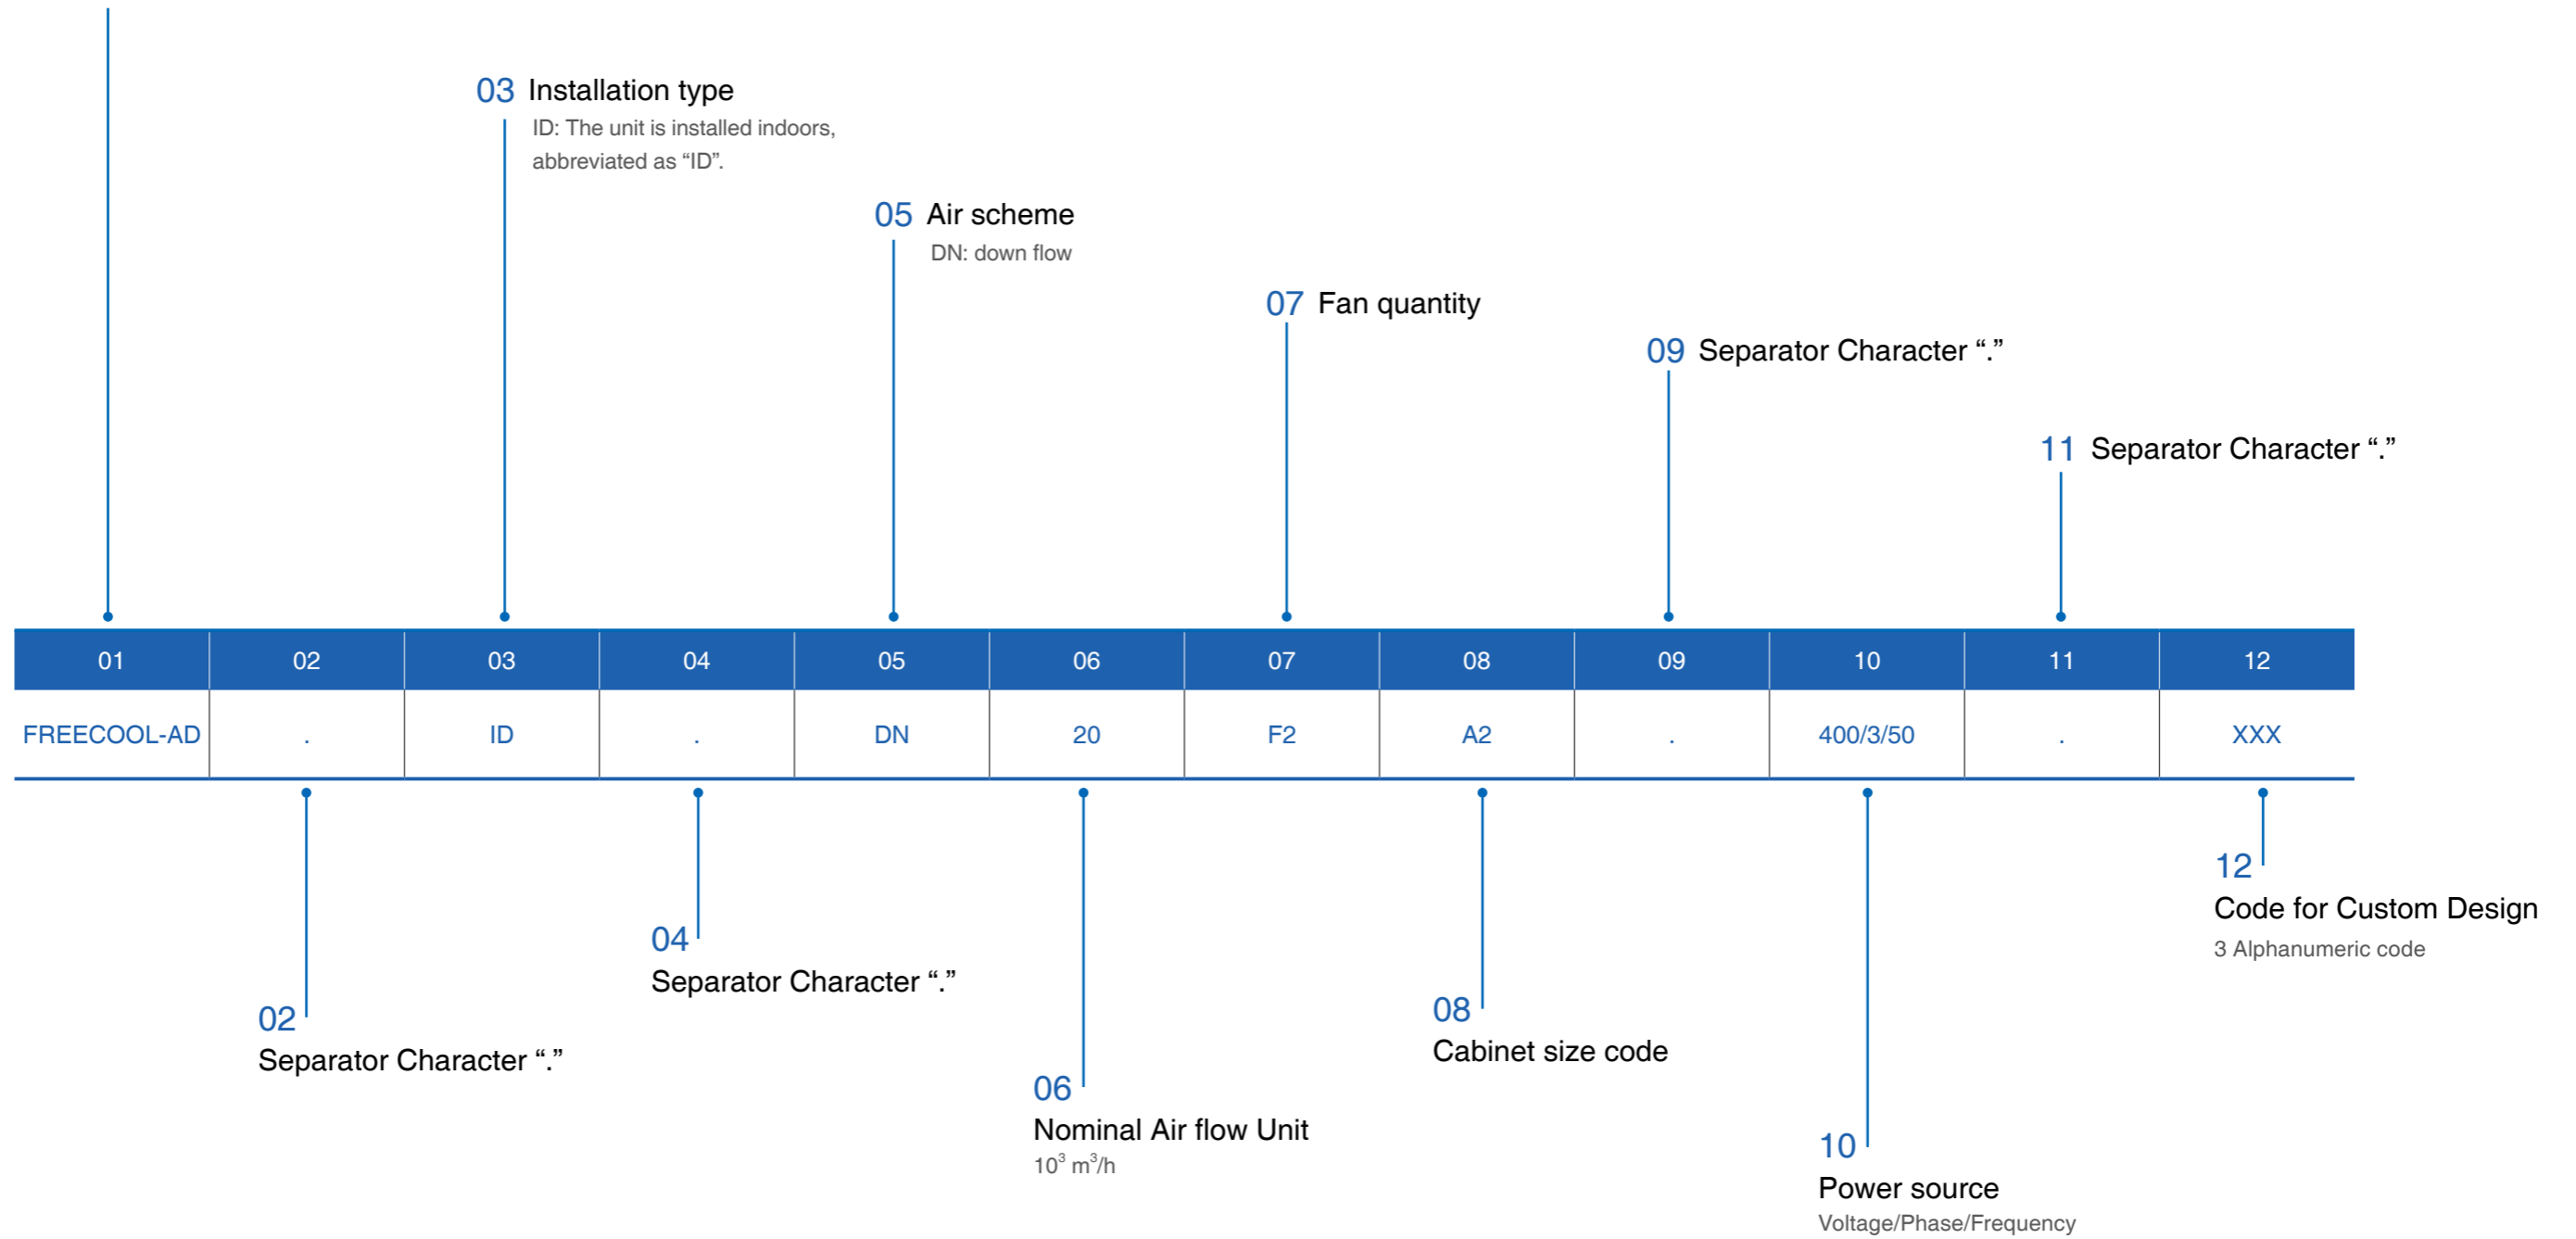 03 Installation type
ID: The unit is installed indoors,
abbreviated as “ID”.
05 Air scheme
DN: down flow
07 Fan quantity
09 Separator Character “.”
11 Separator Character “.”
01 02 03 04 05 06 07 08 09 10 11 12
FREECOOL-AD . ID . DN 20 F2 A2 . 400/3/50 . XXX
02
Separator Character “.”
04
Separator Character “.”
06
Nominal Air flow Unit
10³ m³/h
08
Cabinet size code
10
Power source
Voltage/Phase/Frequency
12
Code for Custom Design
3 Alphanumeric code